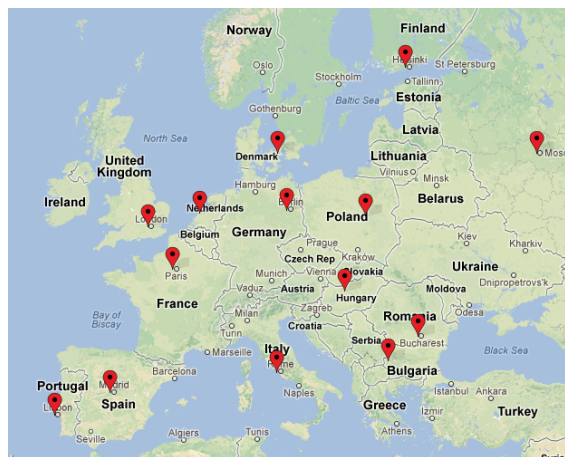 Norway
Finland
Oslo
Helsinki
St Petersburg
Stockholm
Tallinn
Baltic Sea
Estonia
Gothenburg
North Sea
Latvia
Denmark
Lithuania
Mosc
United
Kingdom
Vilnius
Minsk
Ireland
Hamburg
Belarus
London
Netherlands
Berlin
Poland
Belgium
Germany
Kiev
Kharkiv
Prague
Kraków
Czech Rep
Paris
Ukraine
Munich
Vienna
Slovakia
Dnipropetrovs'k
Vaduz
Austria
Hungary
Moldova
France
Milan
Zagreb
Odesa
Bay of
Biscay
Turin
Croatia
Romania
Serbia
Bucharest
Marseille
Italy
Black Sea
Rome
Bulgaria
Portugal
Madrid
Barcelona
Naples
Istanbul
Ankara
Lisbon
Spain
Greece
Izmir
Turkey
Seville
Algiers
Tunis
Athens
Syri